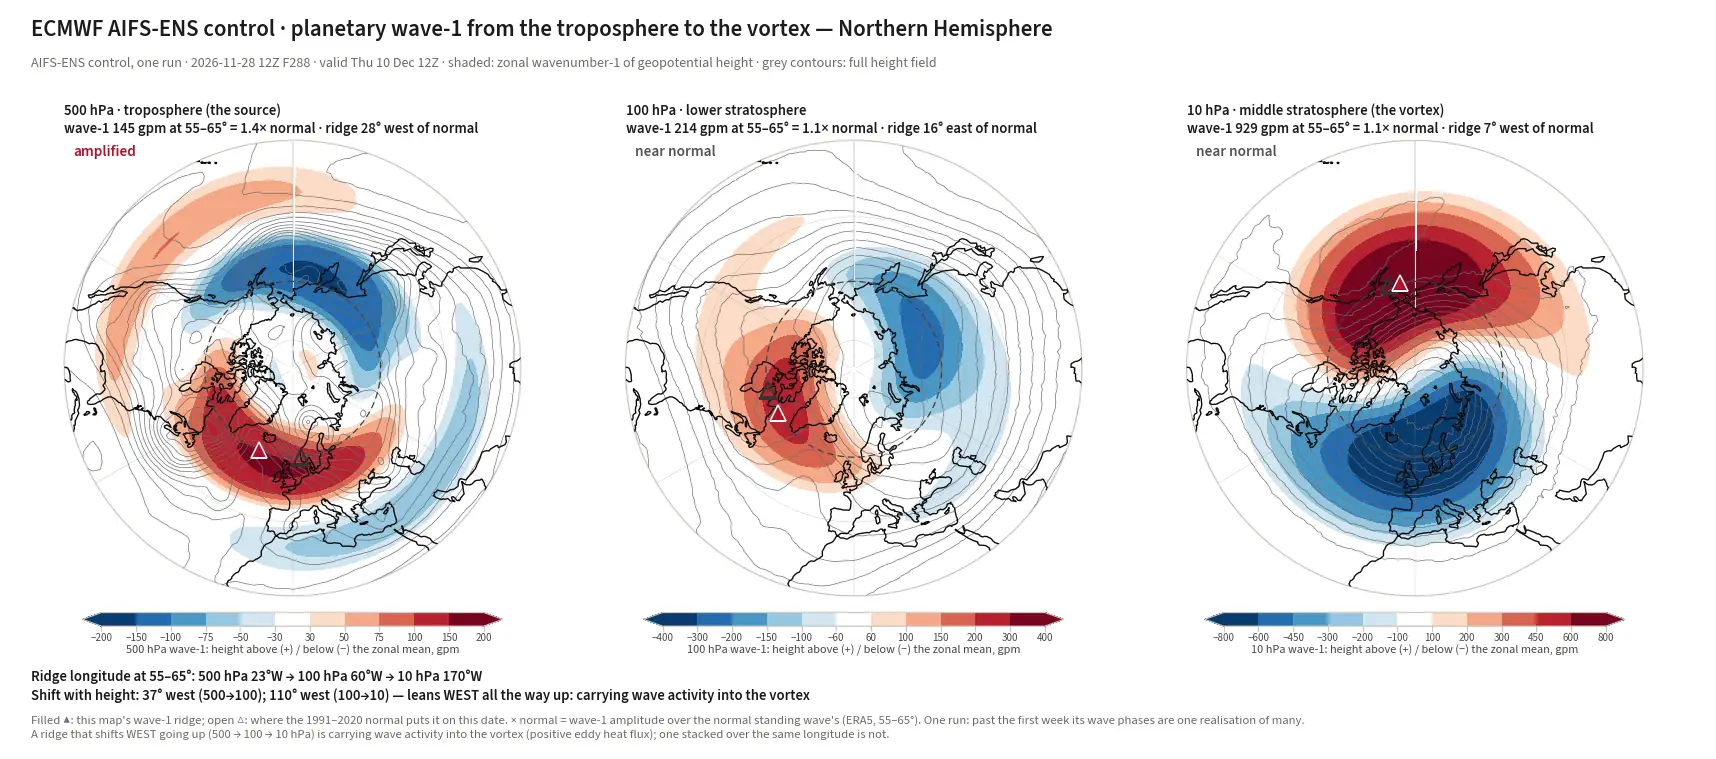 ECMWF AIFS-ENS control · planetary wave-1 from the troposphere to the vortex — Northern Hemisphere
AIFS-ENS control, one run · 2026-11-28 12Z F288 · valid Thu 10 Dec 12Z · shaded: zonal wavenumber-1 of geopotential height · grey contours: full height field
500 hPa · troposphere (the source)
wave-1 145 gpm at 55–65° = 1.4× normal · ridge 28° west of normal
amplified
100 hPa · lower stratosphere
wave-1 214 gpm at 55–65° = 1.1× normal · ridge 16° east of normal
near normal
10 hPa · middle stratosphere (the vortex)
wave-1 929 gpm at 55–65° = 1.1× normal · ridge 7° west of normal
near normal
−200 −150 −100 −75 −50 −30 30 50 75 100 150 200
500 hPa wave-1: height above (+) / below (−) the zonal mean, gpm
−400 −300 −200 −150 −100 −60 60 100 150 200 300 400
100 hPa wave-1: height above (+) / below (−) the zonal mean, gpm
−800 −600 −450 −300 −200 −100 100 200 300 450 600 800
10 hPa wave-1: height above (+) / below (−) the zonal mean, gpm
Ridge longitude at 55–65°: 500 hPa 23°W → 100 hPa 60°W → 10 hPa 170°W
Shift with height: 37° west (500→100); 110° west (100→10) — leans WEST all the way up: carrying wave activity into the vortex
Filled ▲: this map's wave-1 ridge; open △: where the 1991–2020 normal puts it on this date. × normal = wave-1 amplitude over the normal standing wave's (ERA5, 55–65°). One run: past the first week its wave phases are one realisation of many.
A ridge that shifts WEST going up (500 → 100 → 10 hPa) is carrying wave activity into the vortex (positive eddy heat flux); one stacked over the same longitude is not.